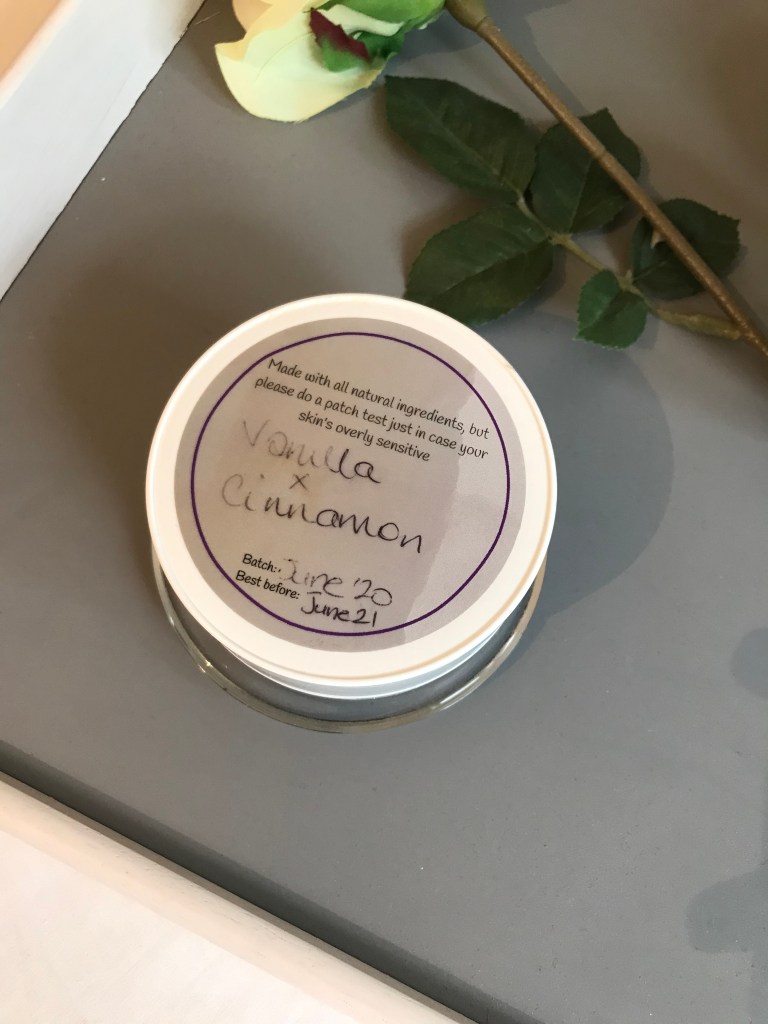 Made with all natural ingredients, but
please do a patch test just in case your
skin's overly sensitive
Vanilla
x
Cinnamon
Batch: June '20
Best before: June 21